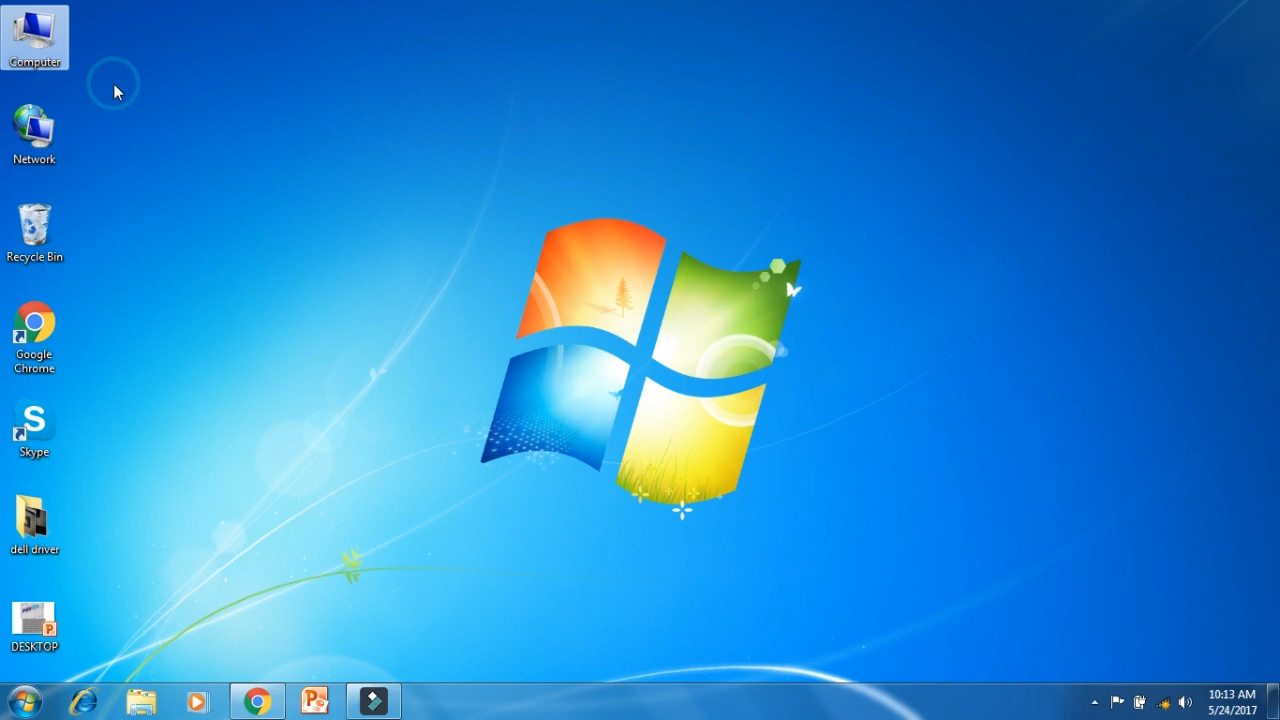 Computer
Network
Recycle Bin
Google
Chrome
S
Skype
dell driver
P
DESKTOP
P
10:13 AM
5/24/2017